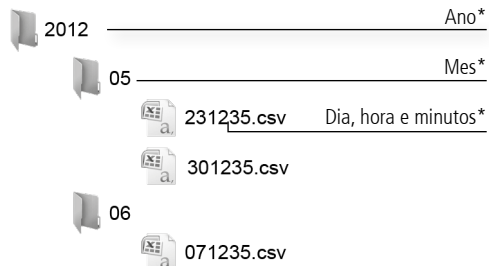 2012 Ano*
05 Mes*
231235.csv Dia, hora e minutos*
301235.csv
06
071235.csv